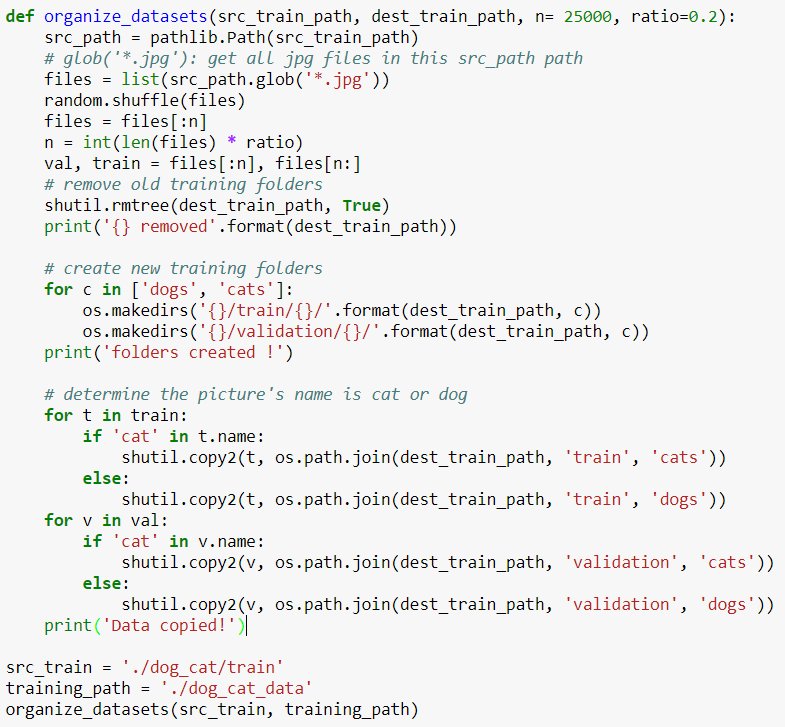 def organize_datasets(src_train_path, dest_train_path, n= 25000, ratio=0.2):
    src_path = pathlib.Path(src_train_path)
    # glob('*.jpg'): get all jpg files in this src_path path
    files = list(src_path.glob('*.jpg'))
    random.shuffle(files)
    files = files[:n]
    n = int(len(files) * ratio)
    val, train = files[:n], files[n:]
    # remove old training folders
    shutil.rmtree(dest_train_path, True)
    print('{} removed'.format(dest_train_path))

    # create new training folders
    for c in ['dogs', 'cats']:
        os.makedirs('{}/train/{}/'.format(dest_train_path, c))
        os.makedirs('{}/validation/{}/'.format(dest_train_path, c))
    print('folders created !')

    # determine the picture's name is cat or dog
    for t in train:
        if 'cat' in t.name:
            shutil.copy2(t, os.path.join(dest_train_path, 'train', 'cats'))
        else:
            shutil.copy2(t, os.path.join(dest_train_path, 'train', 'dogs'))
    for v in val:
        if 'cat' in v.name:
            shutil.copy2(v, os.path.join(dest_train_path, 'validation', 'cats'))
        else:
            shutil.copy2(v, os.path.join(dest_train_path, 'validation', 'dogs'))
    print('Data copied!')

src_train = './dog_cat/train'
training_path = './dog_cat_data'
organize_datasets(src_train, training_path)